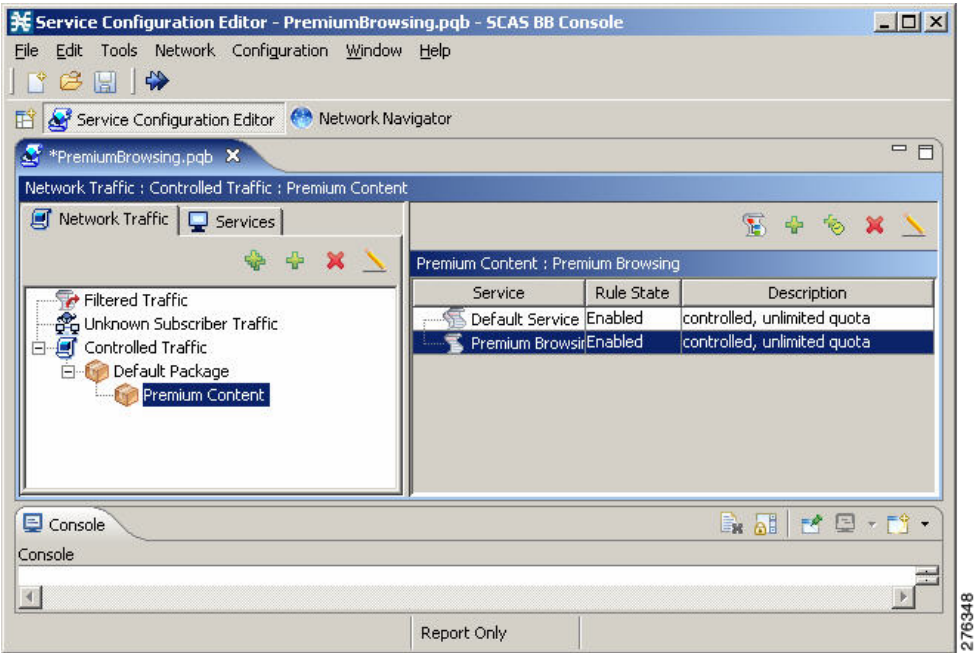 Service Configuration Editor - PremiumBrowsing.pqb - SCAS BB Console
File Edit Tools Network Configuration Window Help
Service Configuration Editor Network Navigator
*PremiumBrowsing.pqb
Network Traffic : Controlled Traffic : Premium Content
Network Traffic Services
Filtered Traffic
Unknown Subscriber Traffic
Controlled Traffic
Default Package
Premium Content
Premium Content : Premium Browsing
Service Rule State Description
Default Service Enabled controlled, unlimited quota
Premium Browsin Enabled controlled, unlimited quota
Console
Console
Report Only
276348